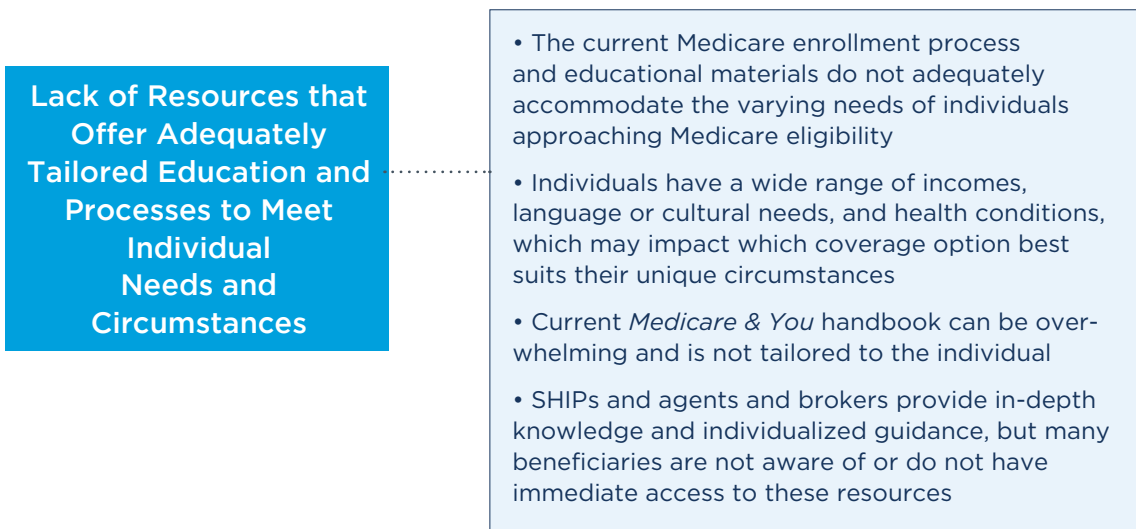 Lack of Resources that
Offer Adequately
Tailored Education and
Processes to Meet
Individual
Needs and
Circumstances
• The current Medicare enrollment process
and educational materials do not adequately
accommodate the varying needs of individuals
approaching Medicare eligibility
• Individuals have a wide range of incomes,
language or cultural needs, and health conditions,
which may impact which coverage option best
suits their unique circumstances
• Current Medicare & You handbook can be over-
whelming and is not tailored to the individual
• SHIPs and agents and brokers provide in-depth
knowledge and individualized guidance, but many
beneficiaries are not aware of or do not have
immediate access to these resources